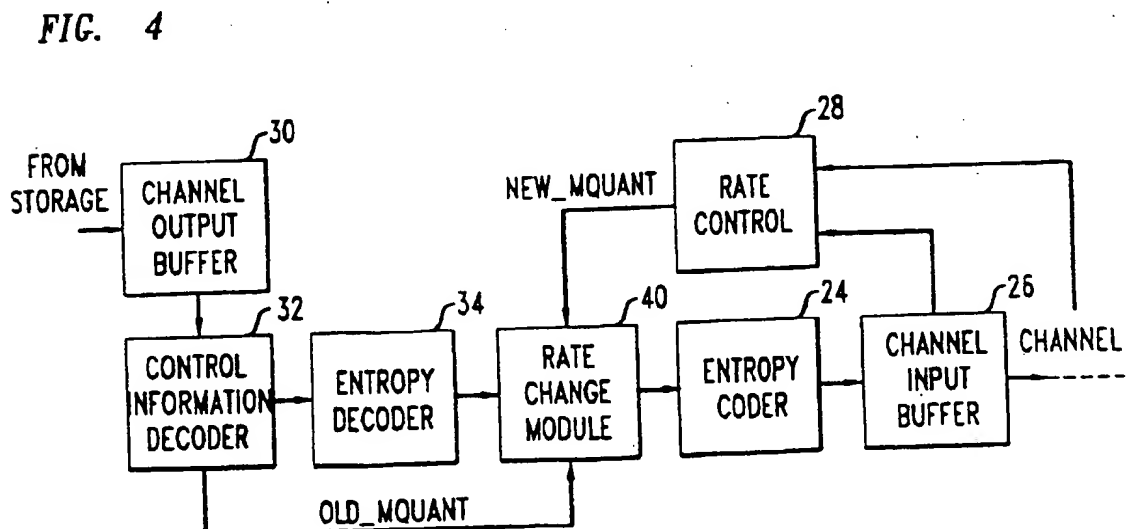 FIG. 4
28
30
FROM
STORAGE
CHANNEL
OUTPUT
BUFFER
NEW_MQUANT
RATE
CONTROL
32
34
40
24
26
CONTROL
INFORMATION
DECODER
ENTROPY
DECODER
RATE
CHANGE
MODULE
ENTROPY
CODER
CHANNEL
INPUT
BUFFER
CHANNEL
OLD_MQUANT